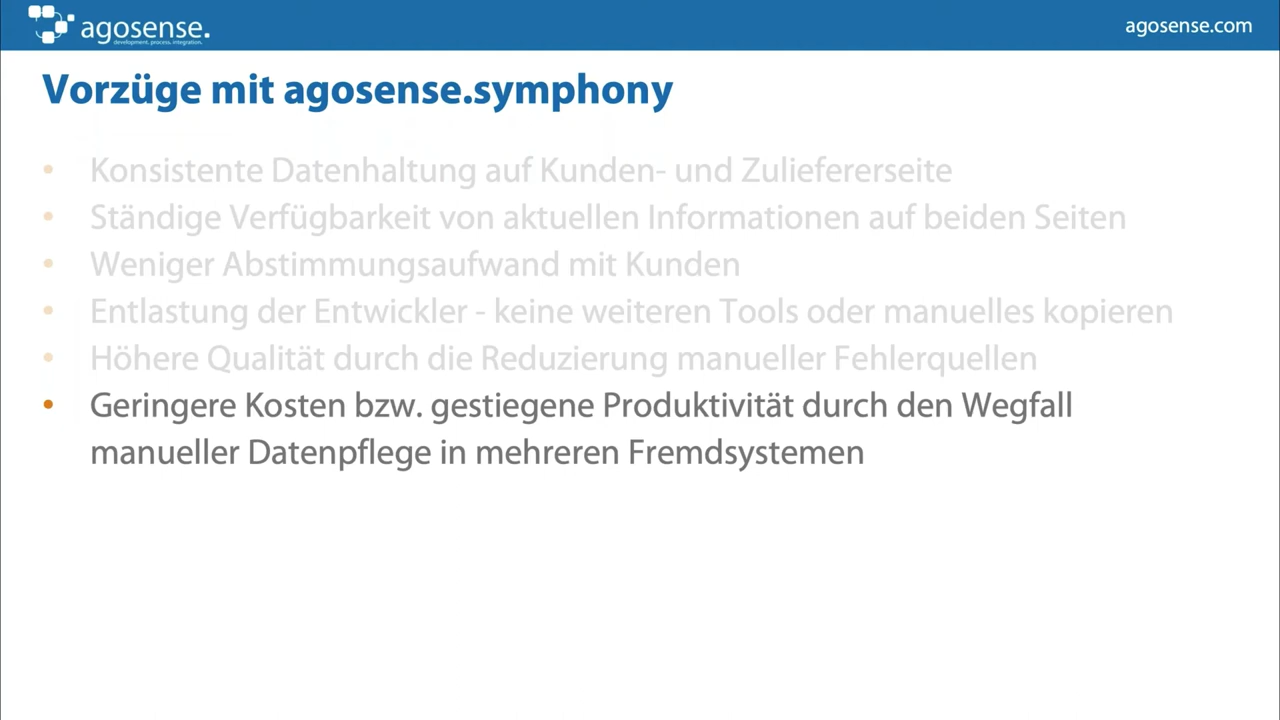 agosense.
development. process. integration.
agosense.com
Vorzüge mit agosense.symphony
• Konsistente Datenhaltung auf Kunden- und Zuliefererseite
• Ständige Verfügbarkeit von aktuellen Informationen auf beiden Seiten
• Weniger Abstimmungsaufwand mit Kunden
• Entlastung der Entwickler - keine weiteren Tools oder manuelles kopieren
• Höhere Qualität durch die Reduzierung manueller Fehlerquellen
• Geringere Kosten bzw. gestiegene Produktivität durch den Wegfall
manueller Datenpflege in mehreren Fremdsystemen